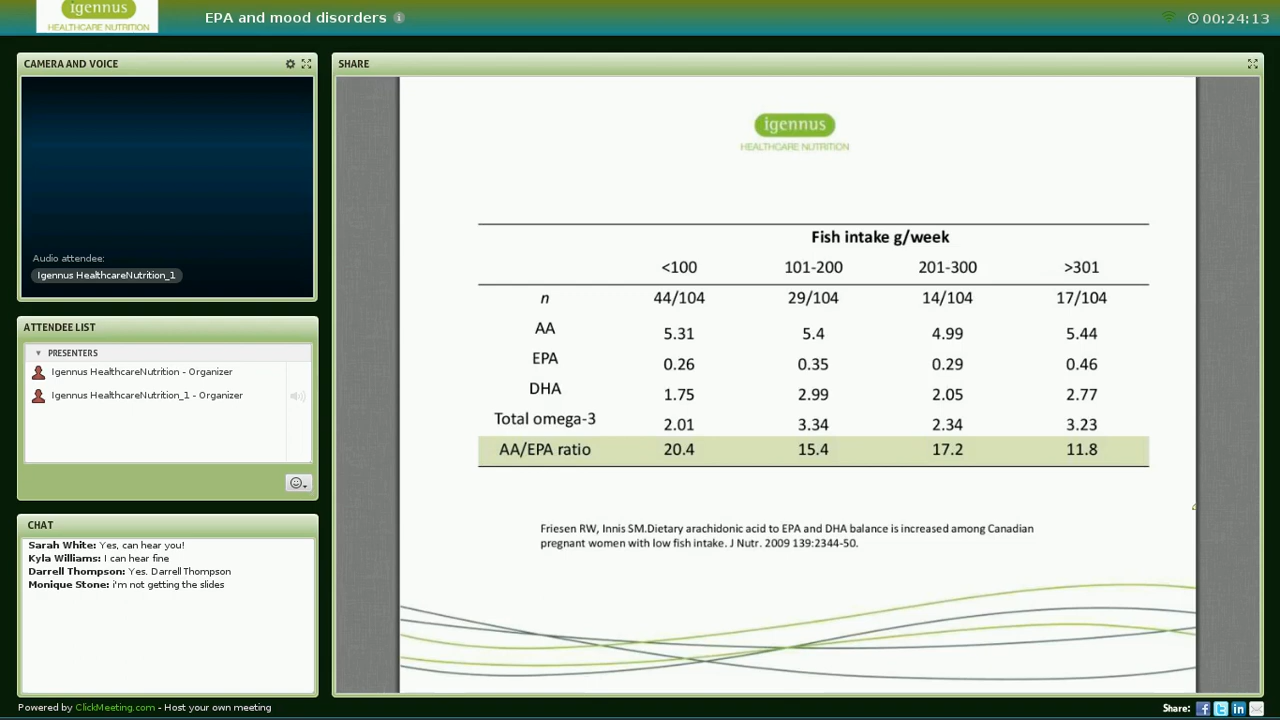 igennus
HEALTHCARE NUTRITION
EPA and mood disorders
00:24:13
CAMERA AND VOICE
Audio attendee:
Igennus HealthcareNutrition_1
ATTENDEE LIST
PRESENTERS
Igennus HealthcareNutrition - Organizer
Igennus HealthcareNutrition_1 - Organizer
CHAT
Sarah White: Yes, can hear you!
Kyla Williams: I can hear fine
Darrell Thompson: Yes. Darrell Thompson
Monique Stone: i'm not getting the slides
SHARE
igennus
HEALTHCARE NUTRITION
Fish intake g/week
<100 101-200 201-300 >301
n 44/104 29/104 14/104 17/104
AA 5.31 5.4 4.99 5.44
EPA 0.26 0.35 0.29 0.46
DHA 1.75 2.99 2.05 2.77
Total omega-3 2.01 3.34 2.34 3.23
AA/EPA ratio 20.4 15.4 17.2 11.8
Friesen RW, Innis SM.Dietary arachidonic acid to EPA and DHA balance is increased among Canadian
pregnant women with low fish intake. J Nutr. 2009 139:2344-50.
Powered by ClickMeeting.com - Host your own meeting
Share: